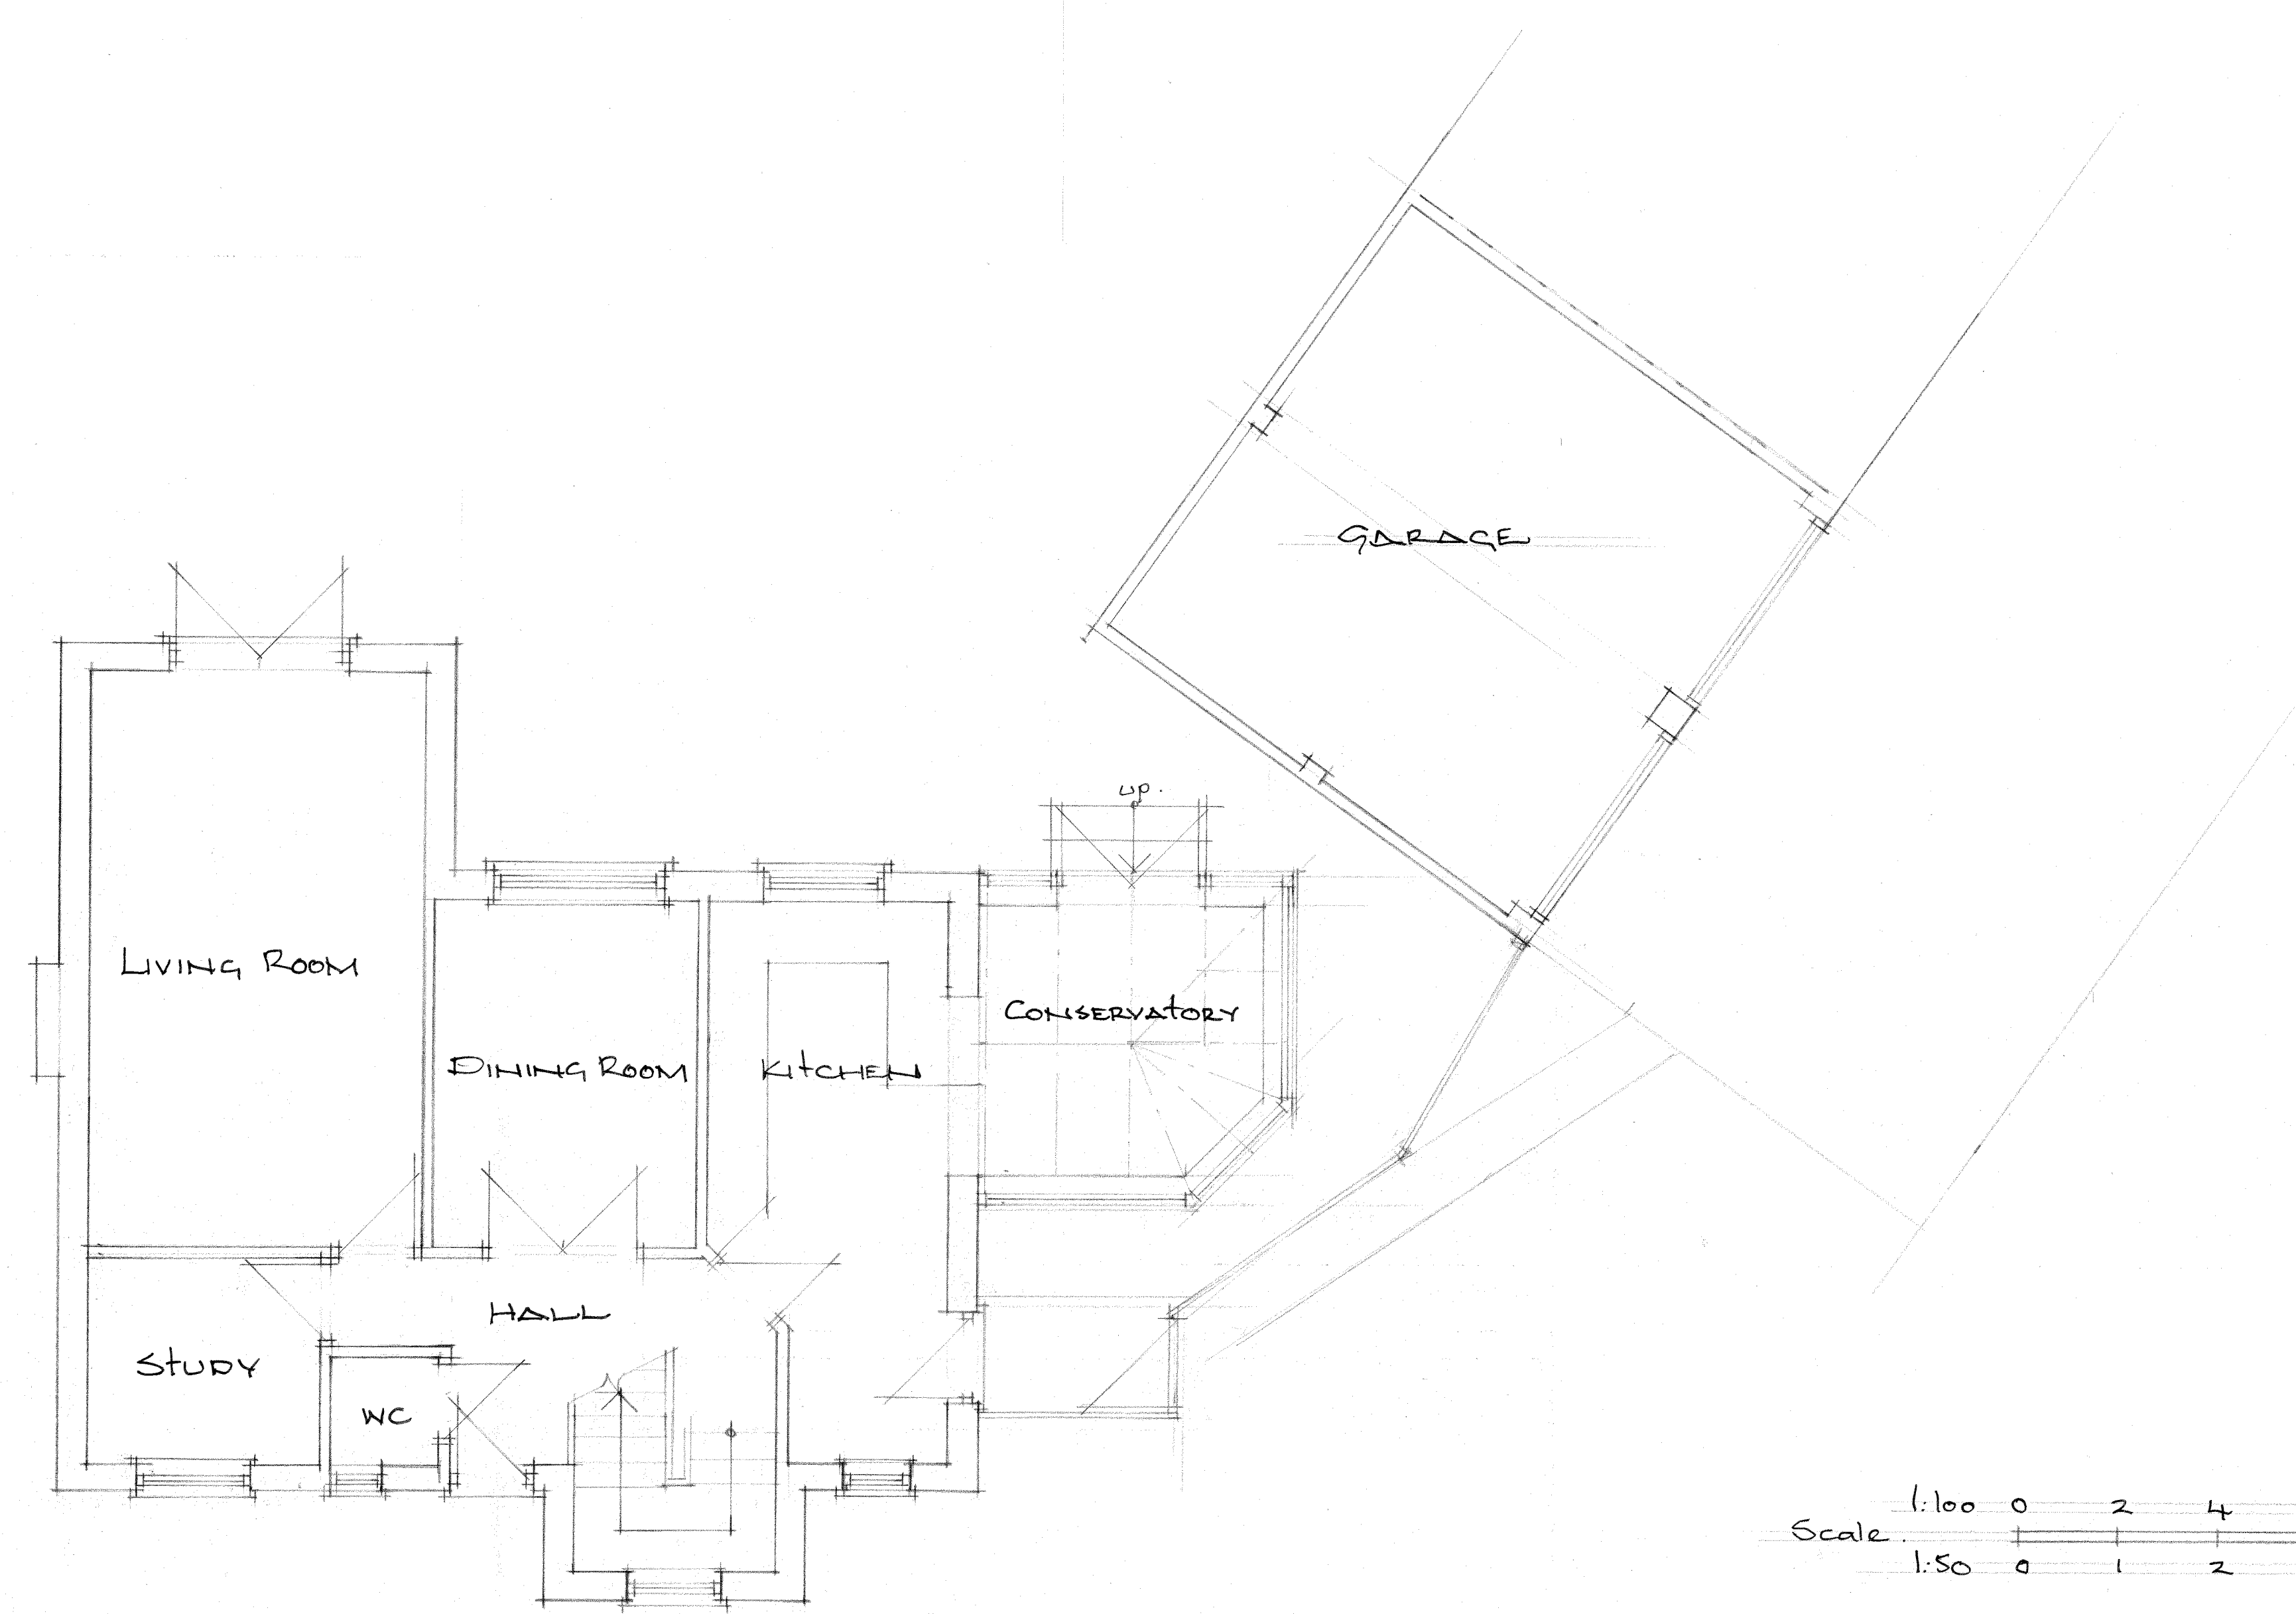 GARAGE
up.
LIVING ROOM
CONSERVATORY
DINING ROOM
KITCHEN
HALL
STUDY
WC
1:100 0 2 4
Scale.
1:50 0 1 2